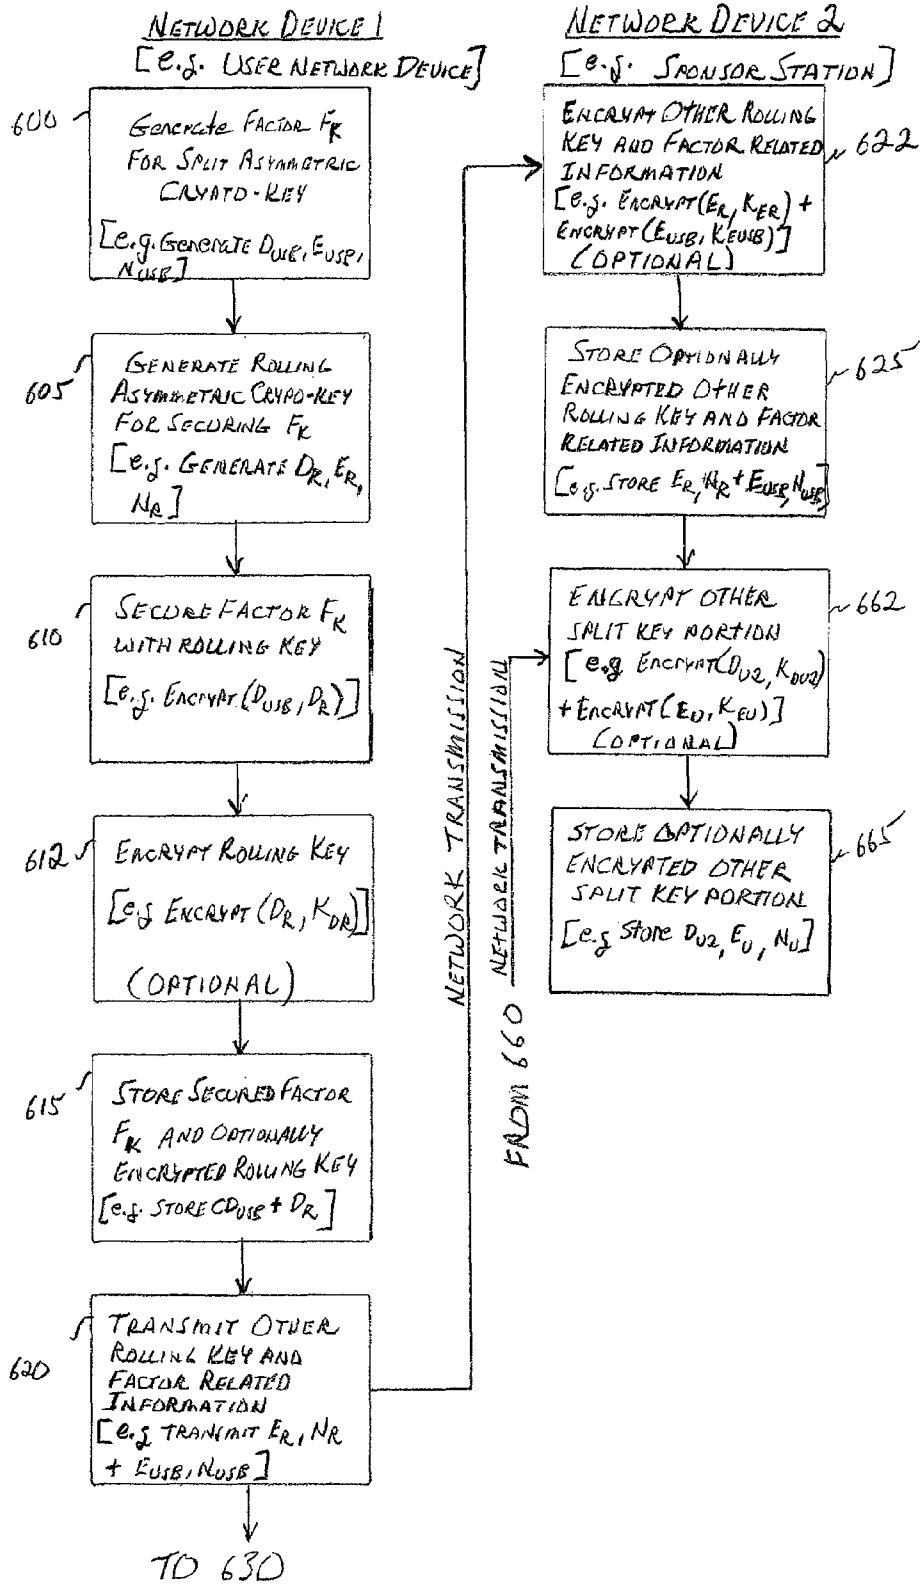 NETWORK DEVICE 1
[e.g. USER NETWORK DEVICE]
600
Generate FACTOR FK
FOR SPLIT ASYMMETRIC
CRYPTO-KEY
[e.g. Generate DUSB, EUSB,
NUSB]
605
GENERATE ROLLING
ASYMMETRIC CRYPTO-KEY
FOR SECURING FK
[e.g. GENERATE DR, ER,
NR]
610
SECURE FACTOR FK
WITH ROLLING KEY
[e.g. ENCRYPT (DUSB, DR)]
612
ENCRYPT ROLLING KEY
[e.g ENCRYPT (DR, KDR)]
(OPTIONAL)
615
STORE SECURED FACTOR
FK AND OPTIONALLY
ENCRYPTED ROLLING KEY
[e.g. STORE CDUSB + DR]
620
TRANSMIT OTHER
ROLLING KEY AND
FACTOR RELATED
INFORMATION
[e.g TRANSMIT ER, NR
+ EUSB, NUSB]
TO 630
NETWORK TRANSMISSION
FROM 660 NETWORK TRANSMISSION
NETWORK DEVICE 2
[e.g. SPONSOR STATION]
ENCRYPT OTHER ROLLING
KEY AND FACTOR RELATED
INFORMATION
[e.g. ENCRYPT(ER, KER) +
ENCRYPT(EUSB, KEUSB)]
(OPTIONAL)
622
STORE OPTIONALLY
ENCRYPTED OTHER
ROLLING KEY AND FACTOR
RELATED INFORMATION
[e.g. STORE ER, NR + EUSB, NUSB]
625
ENCRYPT OTHER
SPLIT KEY PORTION
[e.g ENCRYPT(DU2, KDU2)
+ ENCRYPT(EU, KEU)]
(OPTIONAL)
662
STORE OPTIONALLY
ENCRYPTED OTHER
SPLIT KEY PORTION
[e.g Store DU2, EU, NU]
665